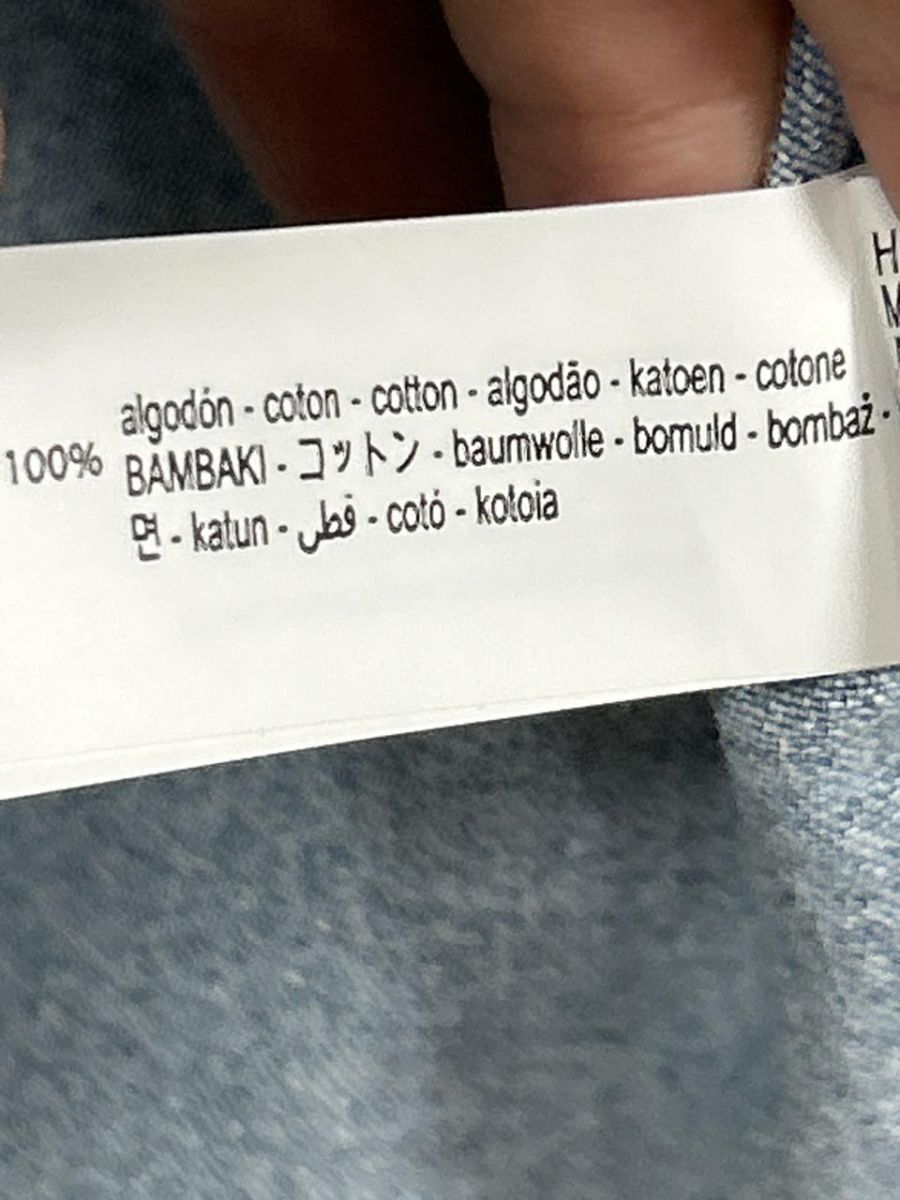 100%
algodón - coton - cotton - algodão - katoen - cotone
BAMBAKI - コットン - baumwolle - bomuld - bombaż -
면 - katun - قطن - cotó - kotoia
H